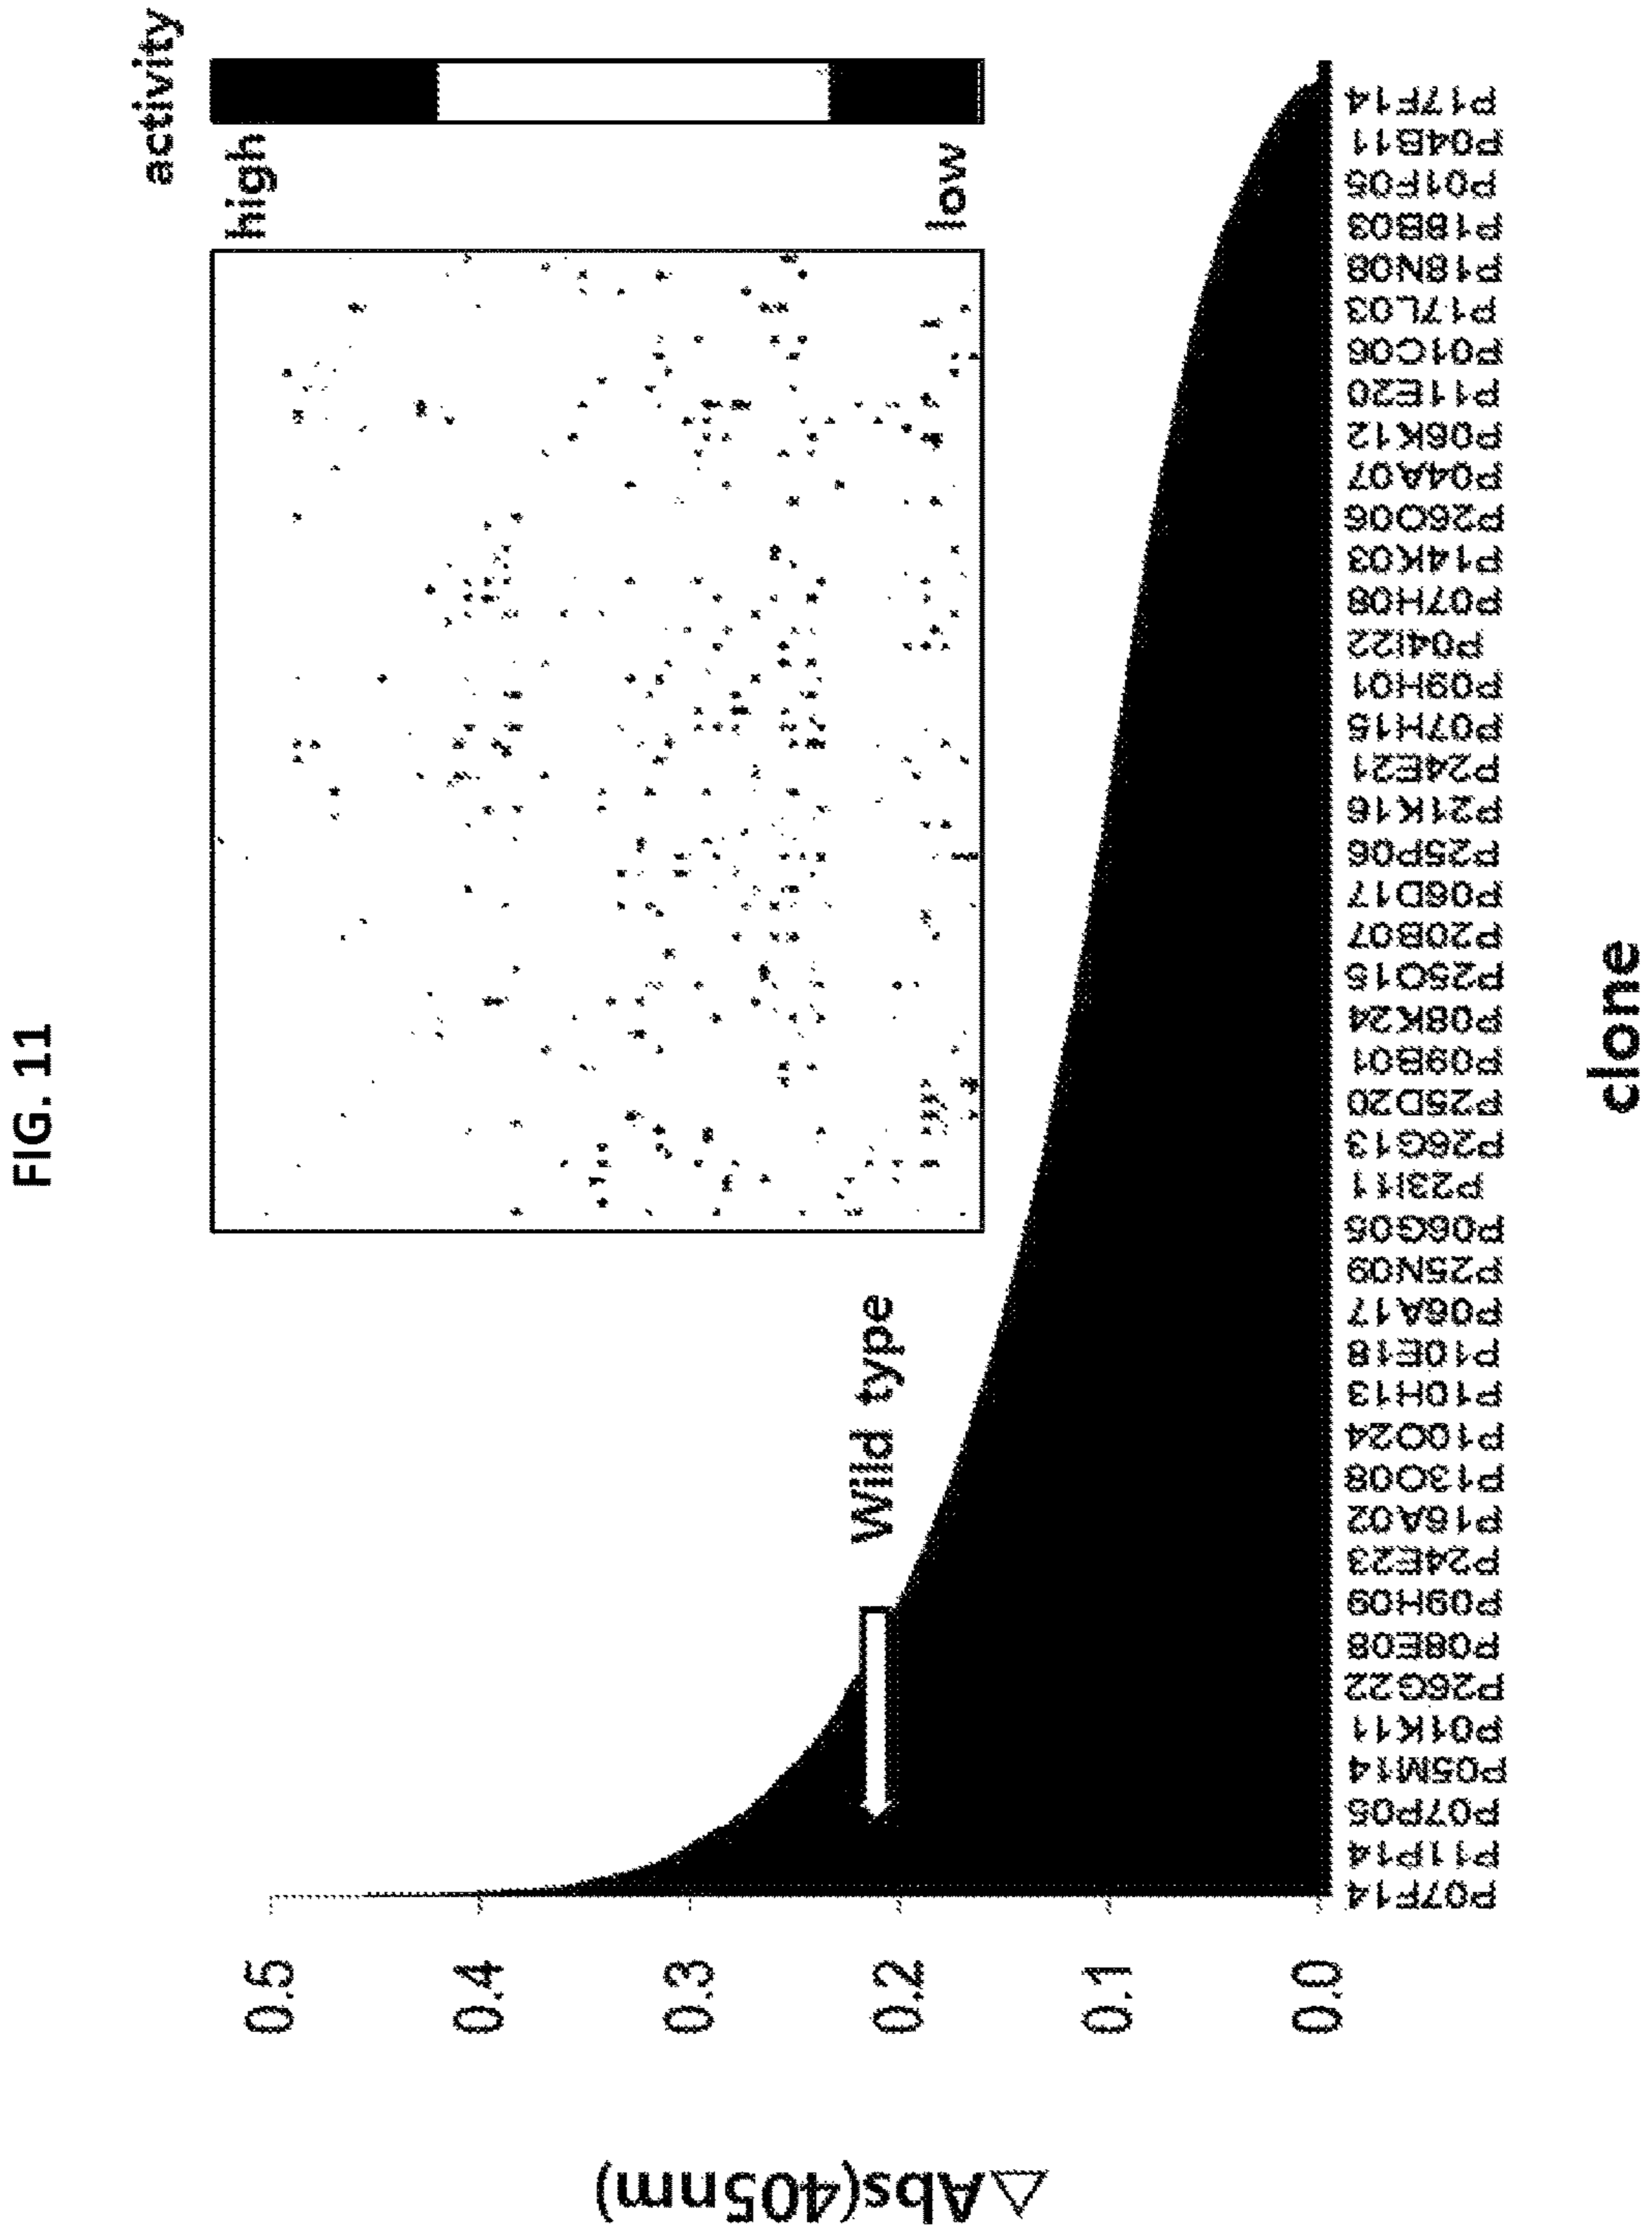 FIG. 11
activity
high
low
Wild type
△Abs(405nm)
0.5
0.4
0.3
0.2
0.1
0.0
P07F14
P11P14
P07P05
P05M14
P01K11
P26G22
P08E08
P09H09
P24E23
P16A02
P13O08
P10O24
P10H13
P10E18
P06A17
P25N09
P06G05
P23I11
P26G13
P25D20
P09B01
P08K24
P25O15
P20B07
P06D17
P25P06
P21K16
P24E21
P07H15
P09H01
P04I22
P07H08
P14K03
P26O06
P04A07
P06K12
P11E20
P01C06
P17L03
P18N08
P18B03
P01F05
P04B11
P17F14
clone